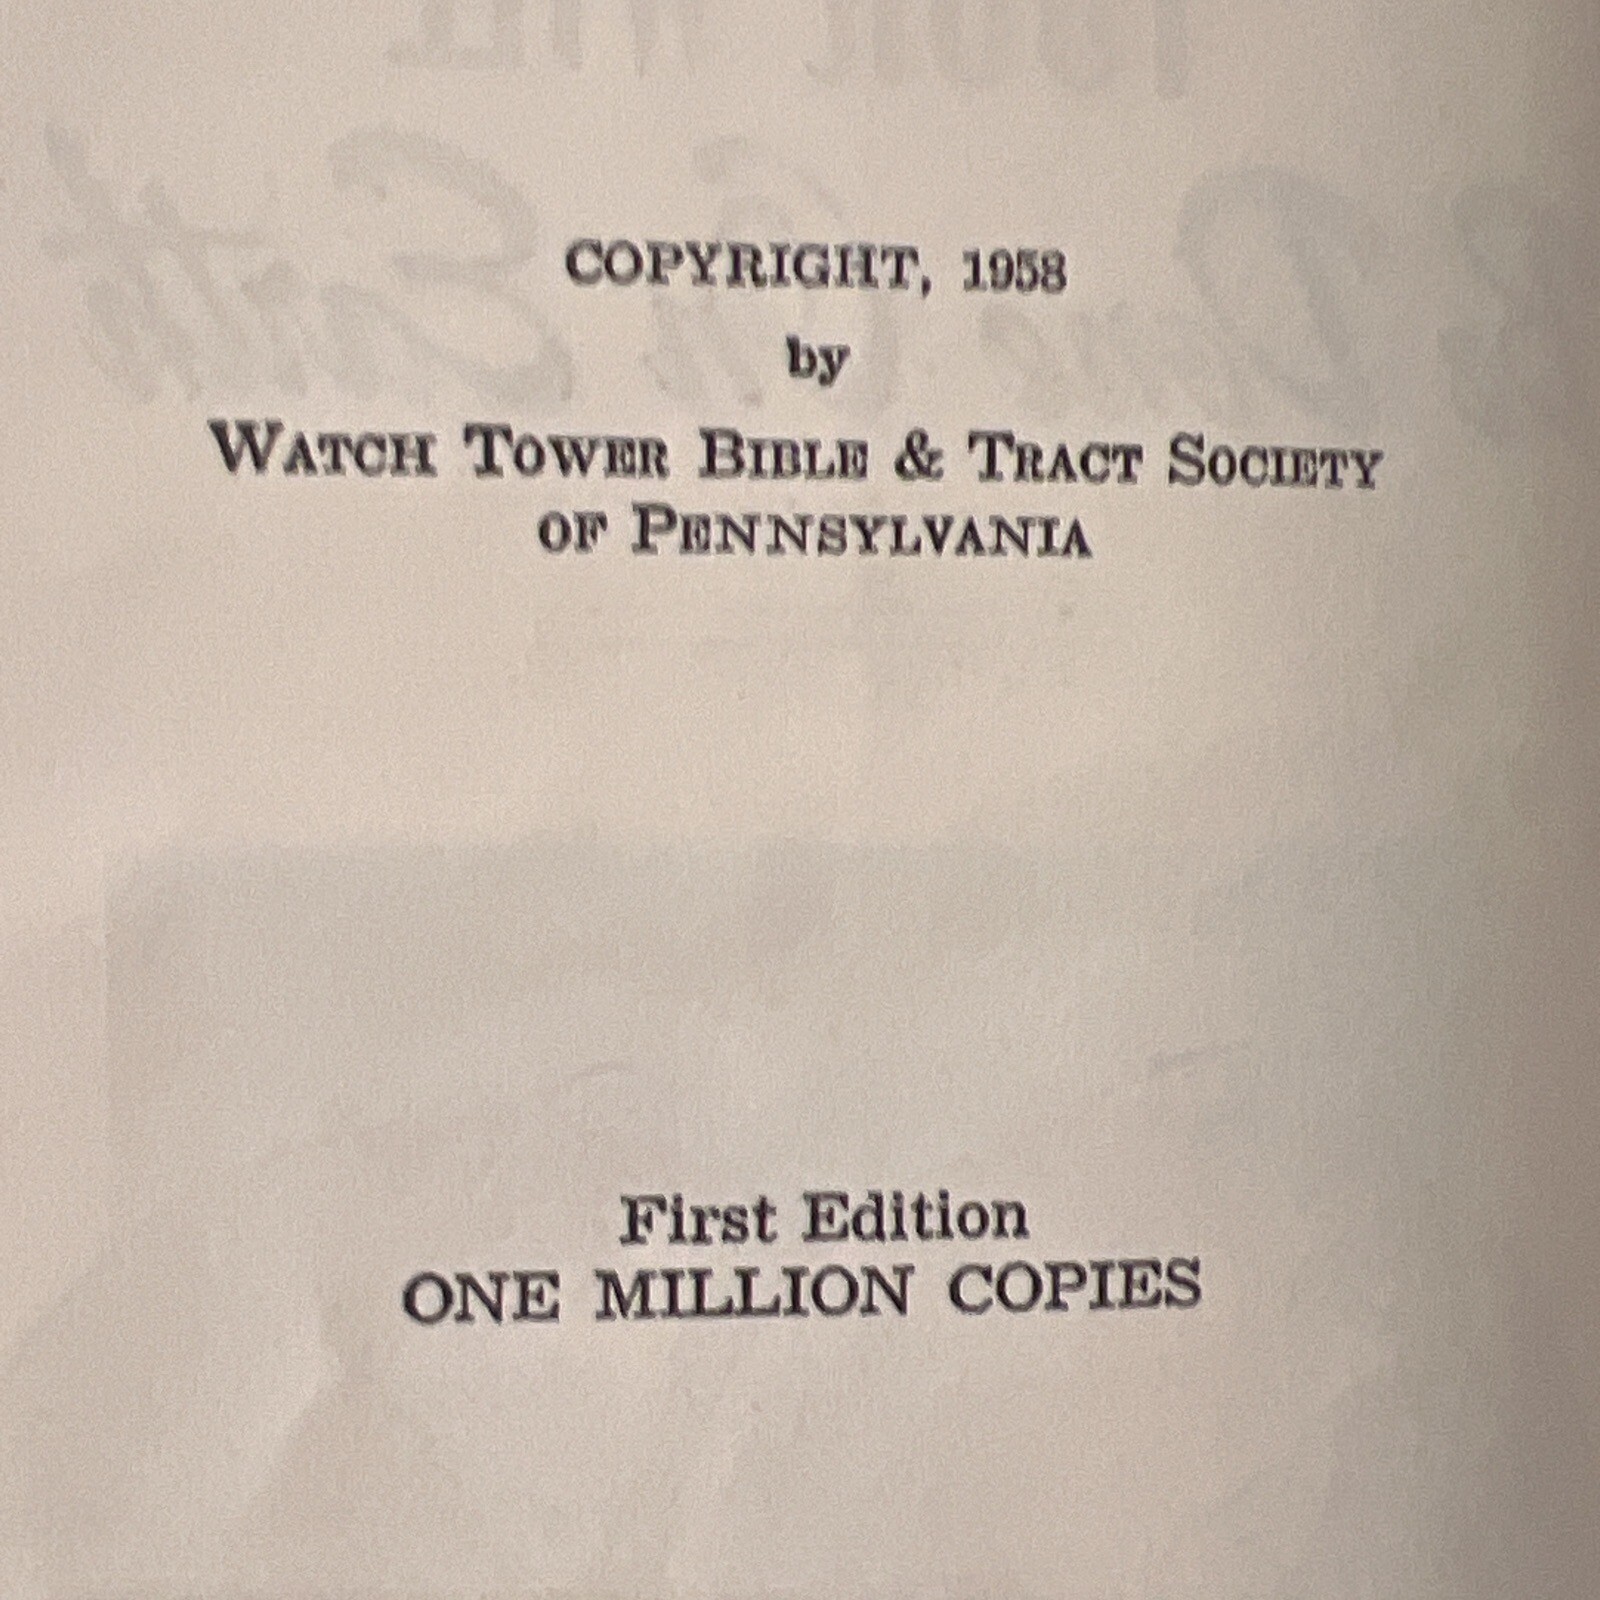 COPYRIGHT, 1958
by
WATCH TOWER BIBLE & TRACT SOCIETY
OF PENNSYLVANIA
First Edition
ONE MILLION COPIES